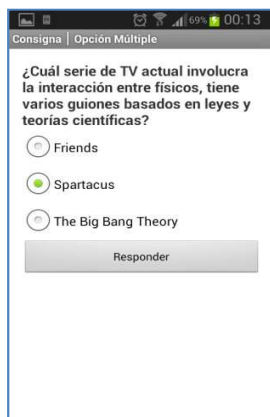 69% 00:13
Consigna | Opción Múltiple
¿Cuál serie de TV actual involucra
la interacción entre físicos, tiene
varios guiones basados en leyes y
teorías científicas?
Friends
Spartacus
The Big Bang Theory
Responder